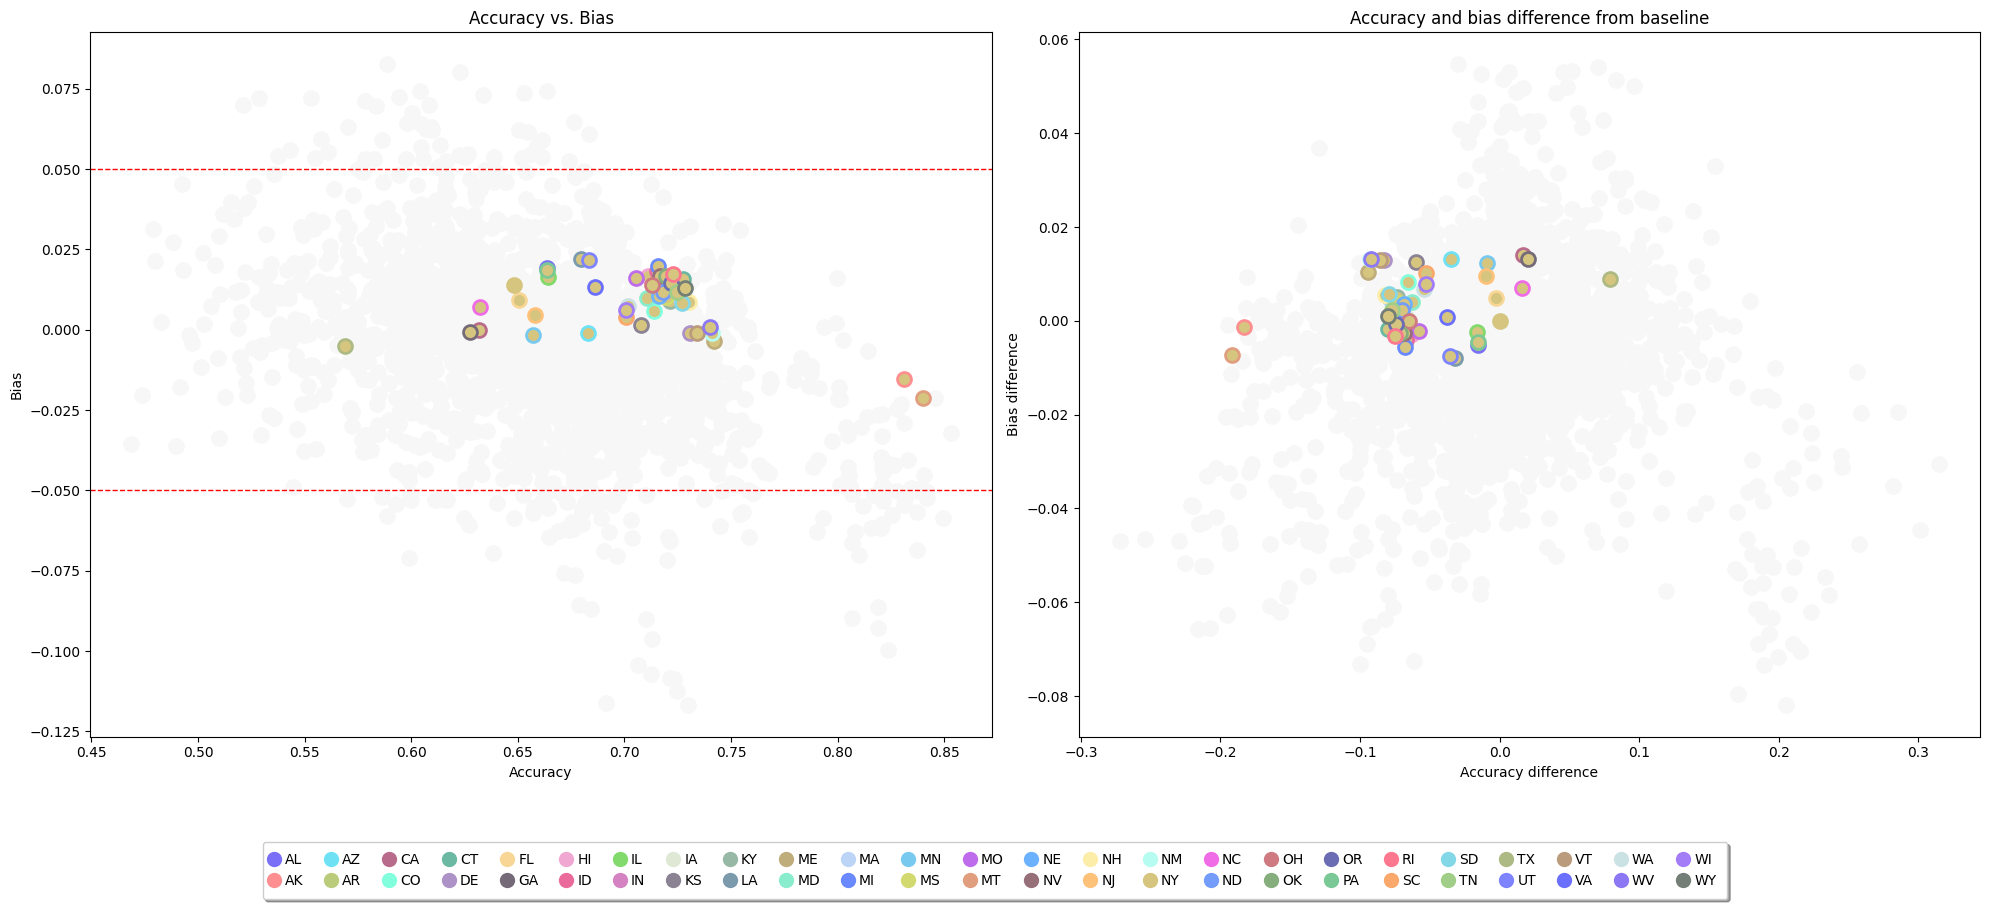 Accuracy vs. Bias
0.075
0.050
0.025
0.000
−0.025
−0.050
−0.075
−0.100
−0.125
Bias
0.45 0.50 0.55 0.60 0.65 0.70 0.75 0.80 0.85
Accuracy
Accuracy and bias difference from baseline
0.06
0.04
0.02
0.00
−0.02
−0.04
−0.06
−0.08
Bias difference
−0.3 −0.2 −0.1 0.0 0.1 0.2 0.3
Accuracy difference
AL AZ CA CT FL HI IL IA KY ME MA MN MO NE NH NM NC OH OR RI SD TX VT WA WI
AK AR CO DE GA ID IN KS LA MD MI MS MT NV NJ NY ND OK PA SC TN UT VA WV WY